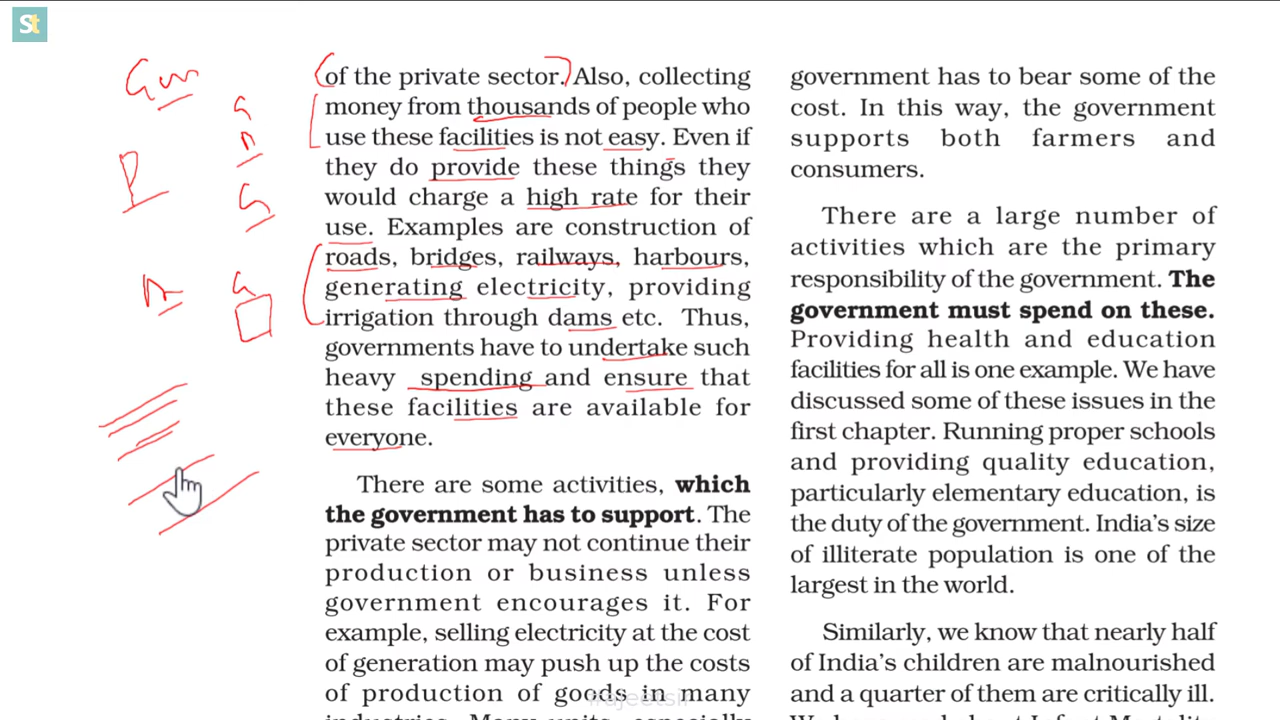 St
Gov
of the private sector. Also, collecting
money from thousands of people who
use these facilities is not easy. Even if
they do provide these things they
would charge a high rate for their
use. Examples are construction of
roads, bridges, railways, harbours,
generating electricity, providing
irrigation through dams etc. Thus,
governments have to undertake such
heavy spending and ensure that
these facilities are available for
everyone.
There are some activities, which
the government has to support. The
private sector may not continue their
production or business unless
government encourages it. For
example, selling electricity at the cost
of generation may push up the costs
of production of goods in many
industries. Many units, especially
government has to bear some of the
cost. In this way, the government
supports both farmers and
consumers.
There are a large number of
activities which are the primary
responsibility of the government. The
government must spend on these.
Providing health and education
facilities for all is one example. We have
discussed some of these issues in the
first chapter. Running proper schools
and providing quality education,
particularly elementary education, is
the duty of the government. India's size
of illiterate population is one of the
largest in the world.
Similarly, we know that nearly half
of India's children are malnourished
and a quarter of them are critically ill.